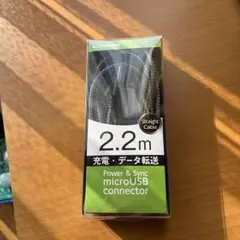 Straight
Cable
2.2m
充電・データ転送
Power & Sync
microUSB
connector